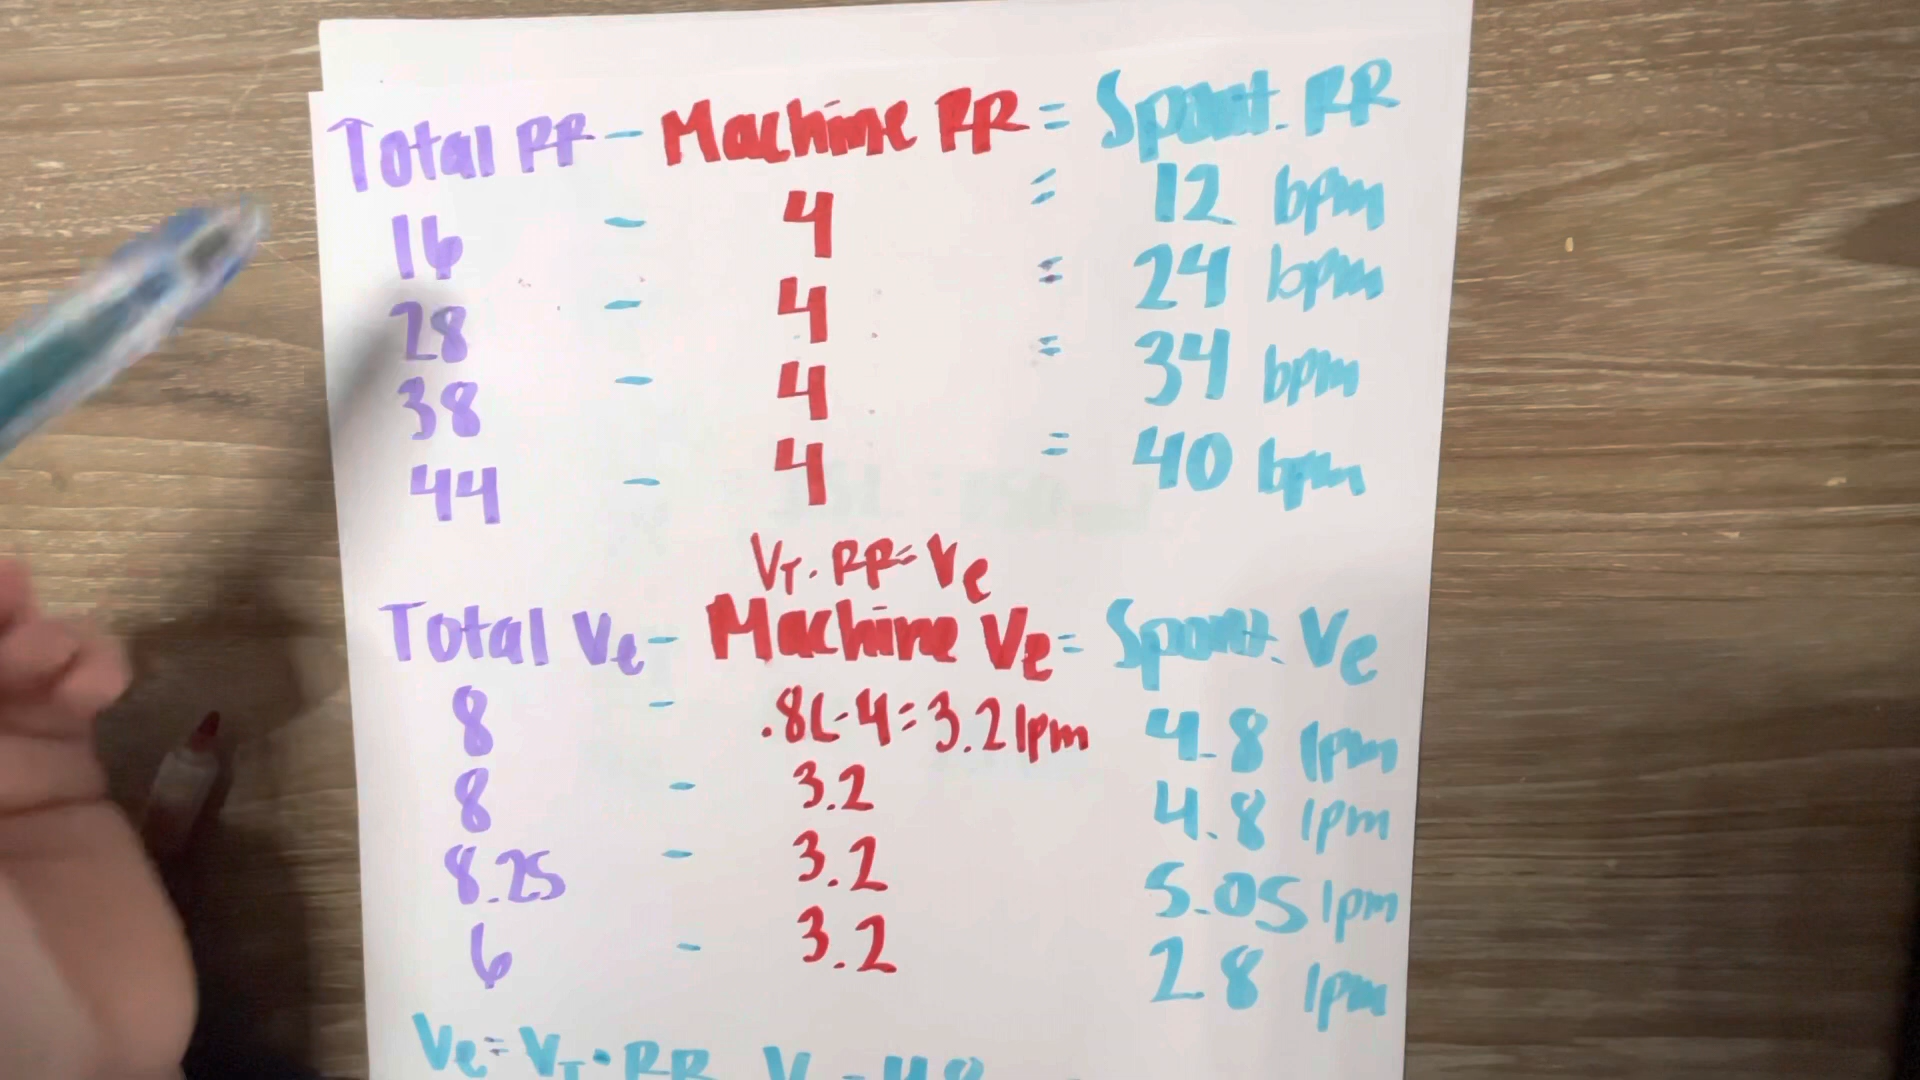 Total RR - Machine RR = Spont. RR
16 - 4 = 12 bpm
28 - 4 = 24 bpm
38 - 4 = 34 bpm
44 - 4 = 40 bpm
VT · RR = Ve
Total Ve - Machine Ve = Spont. Ve
8 - .8L · 4 = 3.2 lpm 4.8 lpm
8 - 3.2 4.8 lpm
8.25 - 3.2 5.05 lpm
6 - 3.2 2.8 lpm
Ve = VT · RR